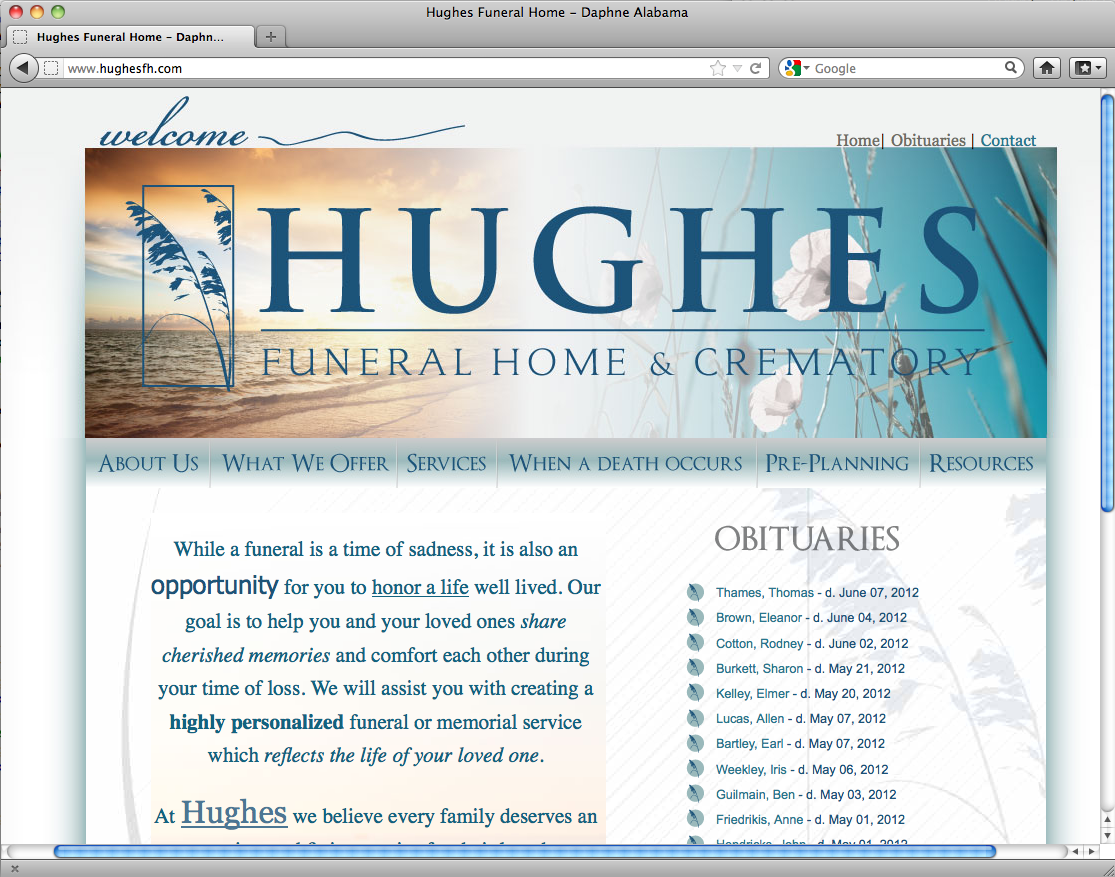 Hughes Funeral Home – Daphne Alabama
Hughes Funeral Home – Daphn...
www.hughesfh.com
Google
welcome
Home| Obituaries | Contact
HUGHES
FUNERAL HOME & CREMATORY
ABOUT US WHAT WE OFFER SERVICES WHEN A DEATH OCCURS PRE-PLANNING RESOURCES
While a funeral is a time of sadness, it is also an
opportunity for you to honor a life well lived. Our
goal is to help you and your loved ones share
cherished memories and comfort each other during
your time of loss. We will assist you with creating a
highly personalized funeral or memorial service
which reflects the life of your loved one.
At Hughes we believe every family deserves an
OBITUARIES
Thames, Thomas - d. June 07, 2012
Brown, Eleanor - d. June 04, 2012
Cotton, Rodney - d. June 02, 2012
Burkett, Sharon - d. May 21, 2012
Kelley, Elmer - d. May 20, 2012
Lucas, Allen - d. May 07, 2012
Bartley, Earl - d. May 07, 2012
Weekley, Iris - d. May 06, 2012
Guilmain, Ben - d. May 03, 2012
Friedrikis, Anne - d. May 01, 2012
Hendricks, John - d. May 01, 2012